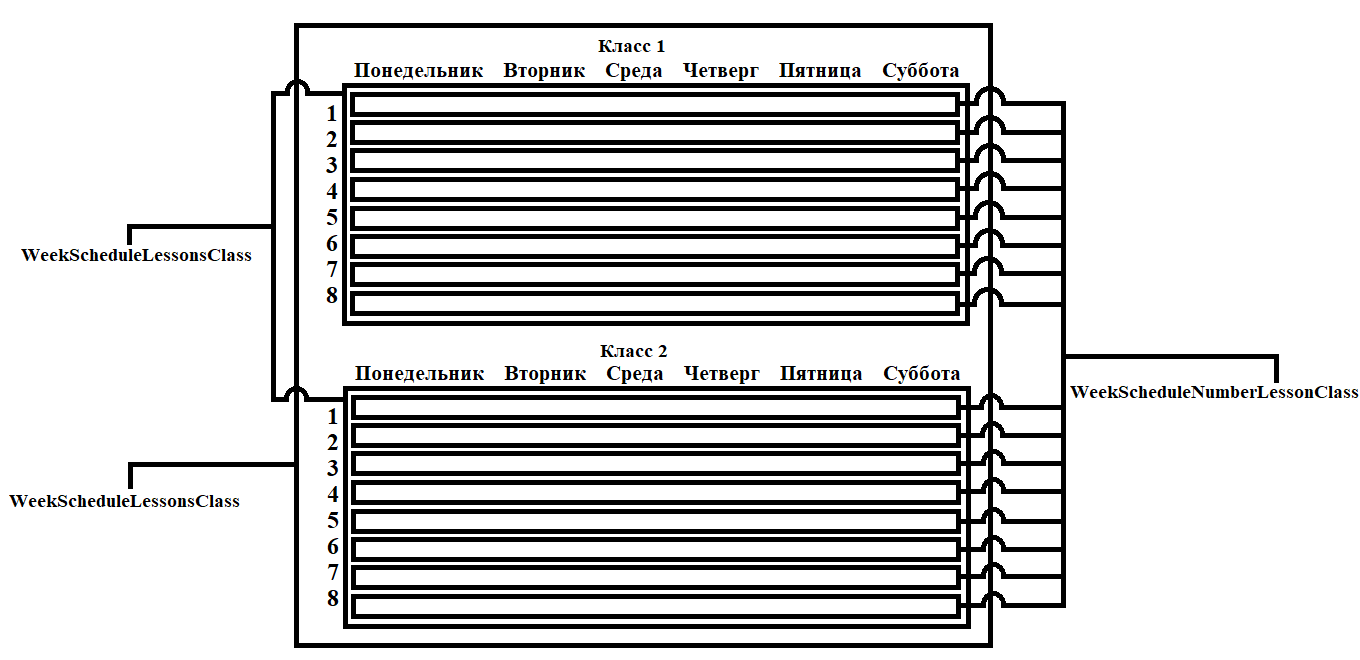 Класс 1
Понедельник Вторник Среда Четверг Пятница Суббота
1
2
3
4
5
6
7
8
WeekScheduleLessonsClass
Класс 2
Понедельник Вторник Среда Четверг Пятница Суббота
1
2
3
4
5
6
7
8
WeekScheduleNumberLessonClass
WeekScheduleLessonsClass